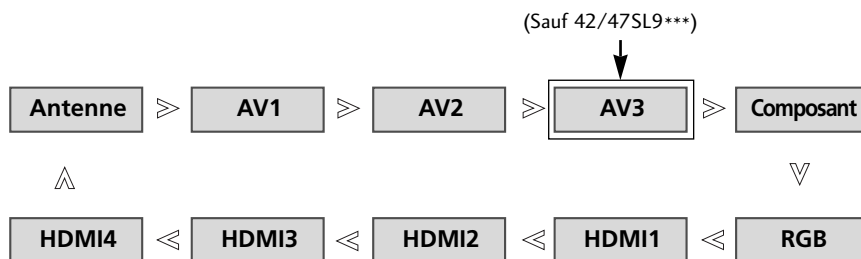 (Sauf 42/47SL9***)
Antenne AV1 AV2 AV3 Composant
HDMI4 HDMI3 HDMI2 HDMI1 RGB